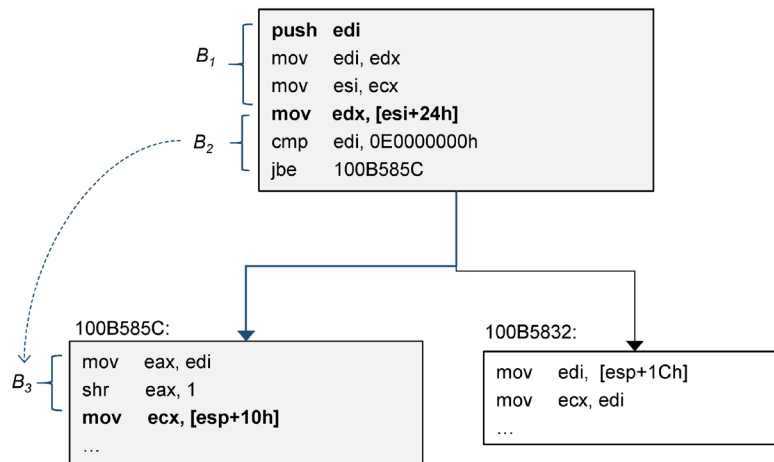 push edi
B1
mov edi, edx
mov esi, ecx
mov edx, [esi+24h]
B2
cmp edi, 0E0000000h
jbe 100B585C
100B585C:
mov eax, edi
B3
shr eax, 1
mov ecx, [esp+10h]
...
100B5832:
mov edi, [esp+1Ch]
mov ecx, edi
...